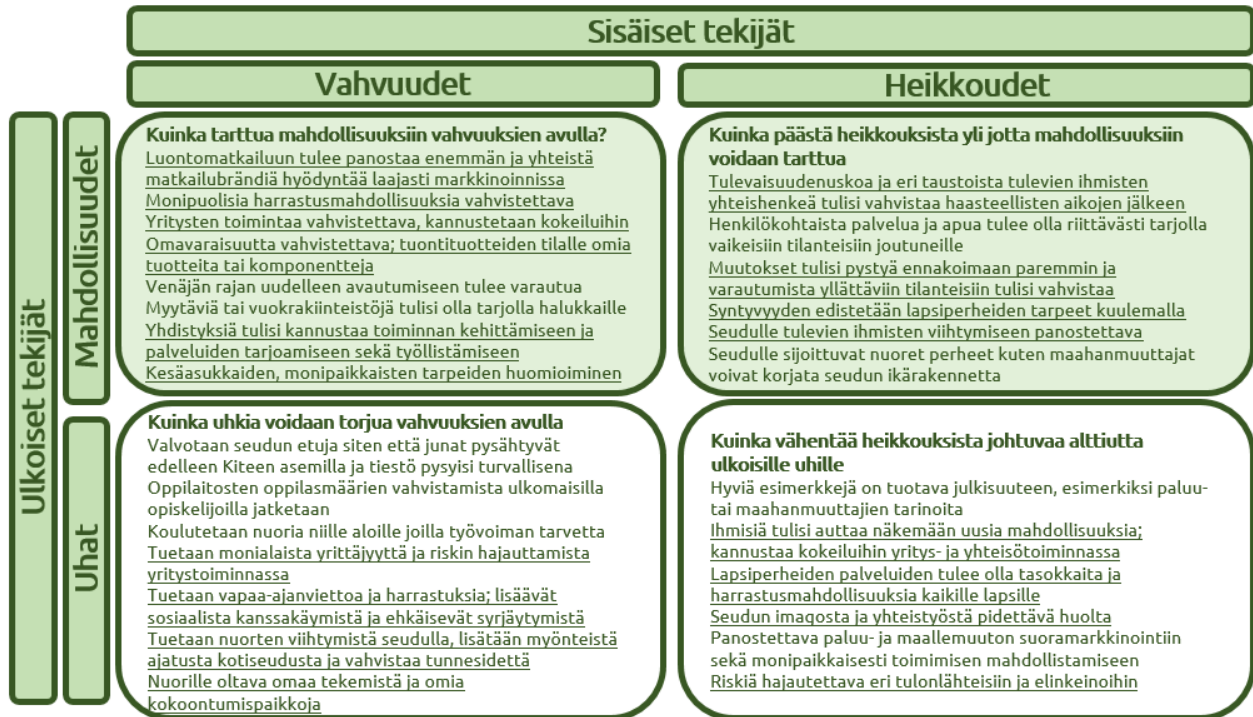 Sisäiset tekijät
Vahvuudet
Heikkoudet
Ulkoiset tekijät
Mahdollisuudet
Kuinka tarttua mahdollisuuksiin vahvuuksien avulla?
Luontomatkailuun tulee panostaa enemmän ja yhteistä
matkailubrändiä hyödyntää laajasti markkinoinnissa
Monipuolisia harrastusmahdollisuuksia vahvistettava
Yritysten toimintaa vahvistettava, kannustetaan kokeiluihin
Omavaraisuutta vahvistettava; tuontituotteiden tilalle omia
tuotteita tai komponentteja
Venäjän rajan uudelleen avautumiseen tulee varautua
Myytäviä tai vuokrakiinteistöjä tulisi olla tarjolla halukkaille
Yhdistyksiä tulisi kannustaa toiminnan kehittämiseen ja
palveluiden tarjoamiseen sekä työllistämiseen
Kesäasukkaiden, monipaikkaisten tarpeiden huomioiminen
Kuinka päästä heikkouksista yli jotta mahdollisuuksiin
voidaan tarttua
Tulevaisuudenuskoa ja eri taustoista tulevien ihmisten
yhteishenkeä tulisi vahvistaa haasteellisten aikojen jälkeen
Henkilökohtaista palvelua ja apua tulee olla riittävästi tarjolla
vaikeisiin tilanteisiin joutuneille
Muutokset tulisi pystyä ennakoimaan paremmin ja
varautumista yllättäviin tilanteisiin tulisi vahvistaa
Syntyvyyden edistetään lapsiperheiden tarpeet kuulemalla
Seudulle tulevien ihmisten viihtymiseen panostettava
Seudulle sijoittuvat nuoret perheet kuten maahanmuuttajat
voivat korjata seudun ikärakennetta
Uhat
Kuinka uhkia voidaan torjua vahvuuksien avulla
Valvotaan seudun etuja siten että junat pysähtyvät
edelleen Kiteen asemilla ja tiestö pysyisi turvallisena
Oppilaitosten oppilasmäärien vahvistamista ulkomaisilla
opiskelijoilla jatketaan
Koulutetaan nuoria niille aloille joilla työvoiman tarvetta
Tuetaan monialaista yrittäjyyttä ja riskin hajauttamista
yritystoiminnassa
Tuetaan vapaa-ajanviettoa ja harrastuksia; lisäävät
sosiaalista kanssakäymistä ja ehkäisevät syrjäytymistä
Tuetaan nuorten viihtymistä seudulla, lisätään myönteistä
ajatusta kotiseudusta ja vahvistaa tunnesidettä
Nuorille oltava omaa tekemistä ja omia
kokoontumispaikkoja
Kuinka vähentää heikkouksista johtuvaa alttiutta
ulkoisille uhille
Hyviä esimerkkejä on tuotava julkisuuteen, esimerkiksi paluu-
tai maahanmuuttajien tarinoita
Ihmisiä tulisi auttaa näkemään uusia mahdollisuuksia;
kannustaa kokeiluihin yritys- ja yhteisötoiminnassa
Lapsiperheiden palveluiden tulee olla tasokkaita ja
harrastusmahdollisuuksia kaikille lapsille
Seudun imagosta ja yhteistyöstä pidettävä huolta
Panostettava paluu- ja maallemuuton suoramarkkinointiin
sekä monipaikkaisesti toimimisen mahdollistamiseen
Riskiä hajautettava eri tulonlähteisiin ja elinkeinoihin